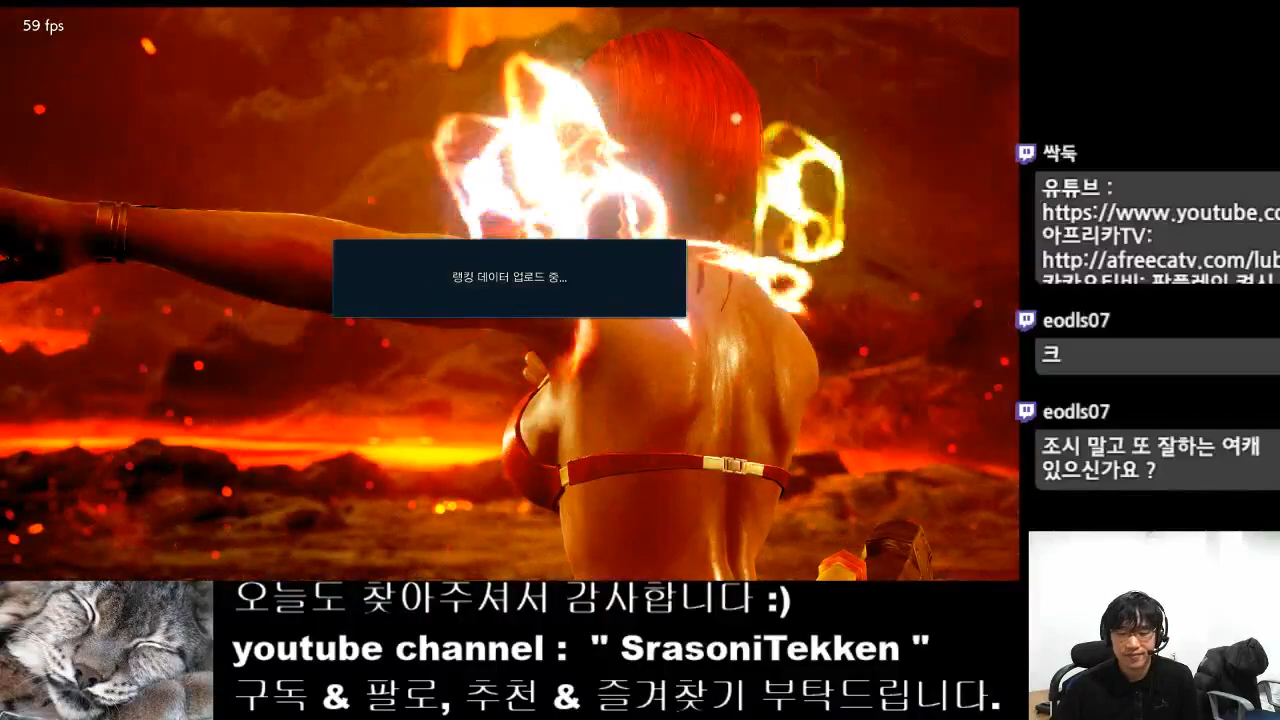 59 fps
랭킹 데이터 업로드 중...
싹둑
유튜브 :
https://www.youtube.co
아프리카TV:
http://afreecatv.com/lub
eodls07
크
eodls07
조시 말고 또 잘하는 여캐
있으신가요 ?
오늘도 찾아주셔서 감사합니다 :)
youtube channel : " SrasoniTekken "
구독 & 팔로, 추천 & 즐겨찾기 부탁드립니다.